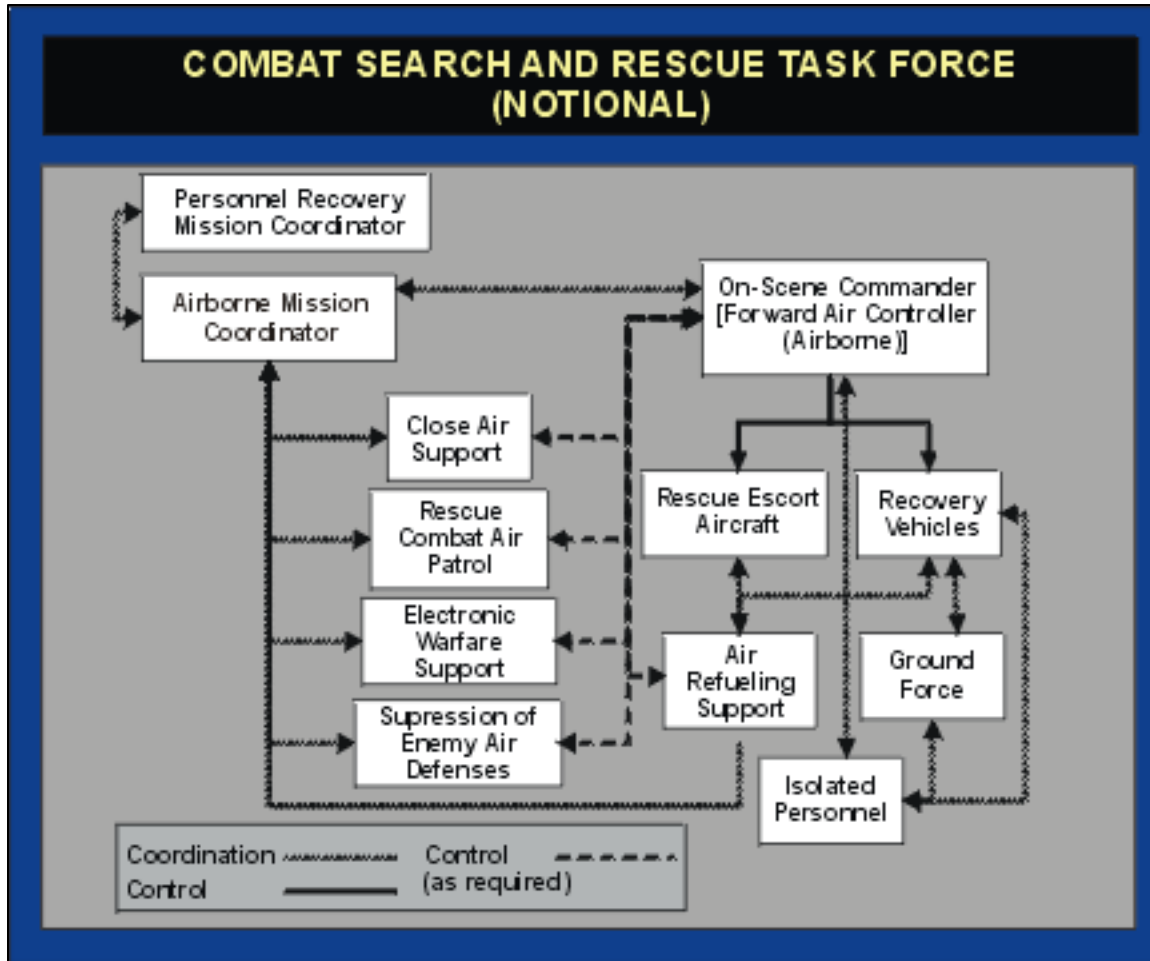 COMBAT SEARCH AND RESCUE TASK FORCE
(NOTIONAL)
Personnel Recovery
Mission Coordinator
Airborne Mission
Coordinator
On-Scene Commander
[Forward Air Controller
(Airborne)]
Close Air
Support
Rescue
Combat Air
Patrol
Electronic
Warfare
Support
Supression of
Enemy Air
Defenses
Rescue Escort
Aircraft
Recovery
Vehicles
Air
Refueling
Support
Ground
Force
Isolated
Personnel
Coordination
Control
Control
(as required)